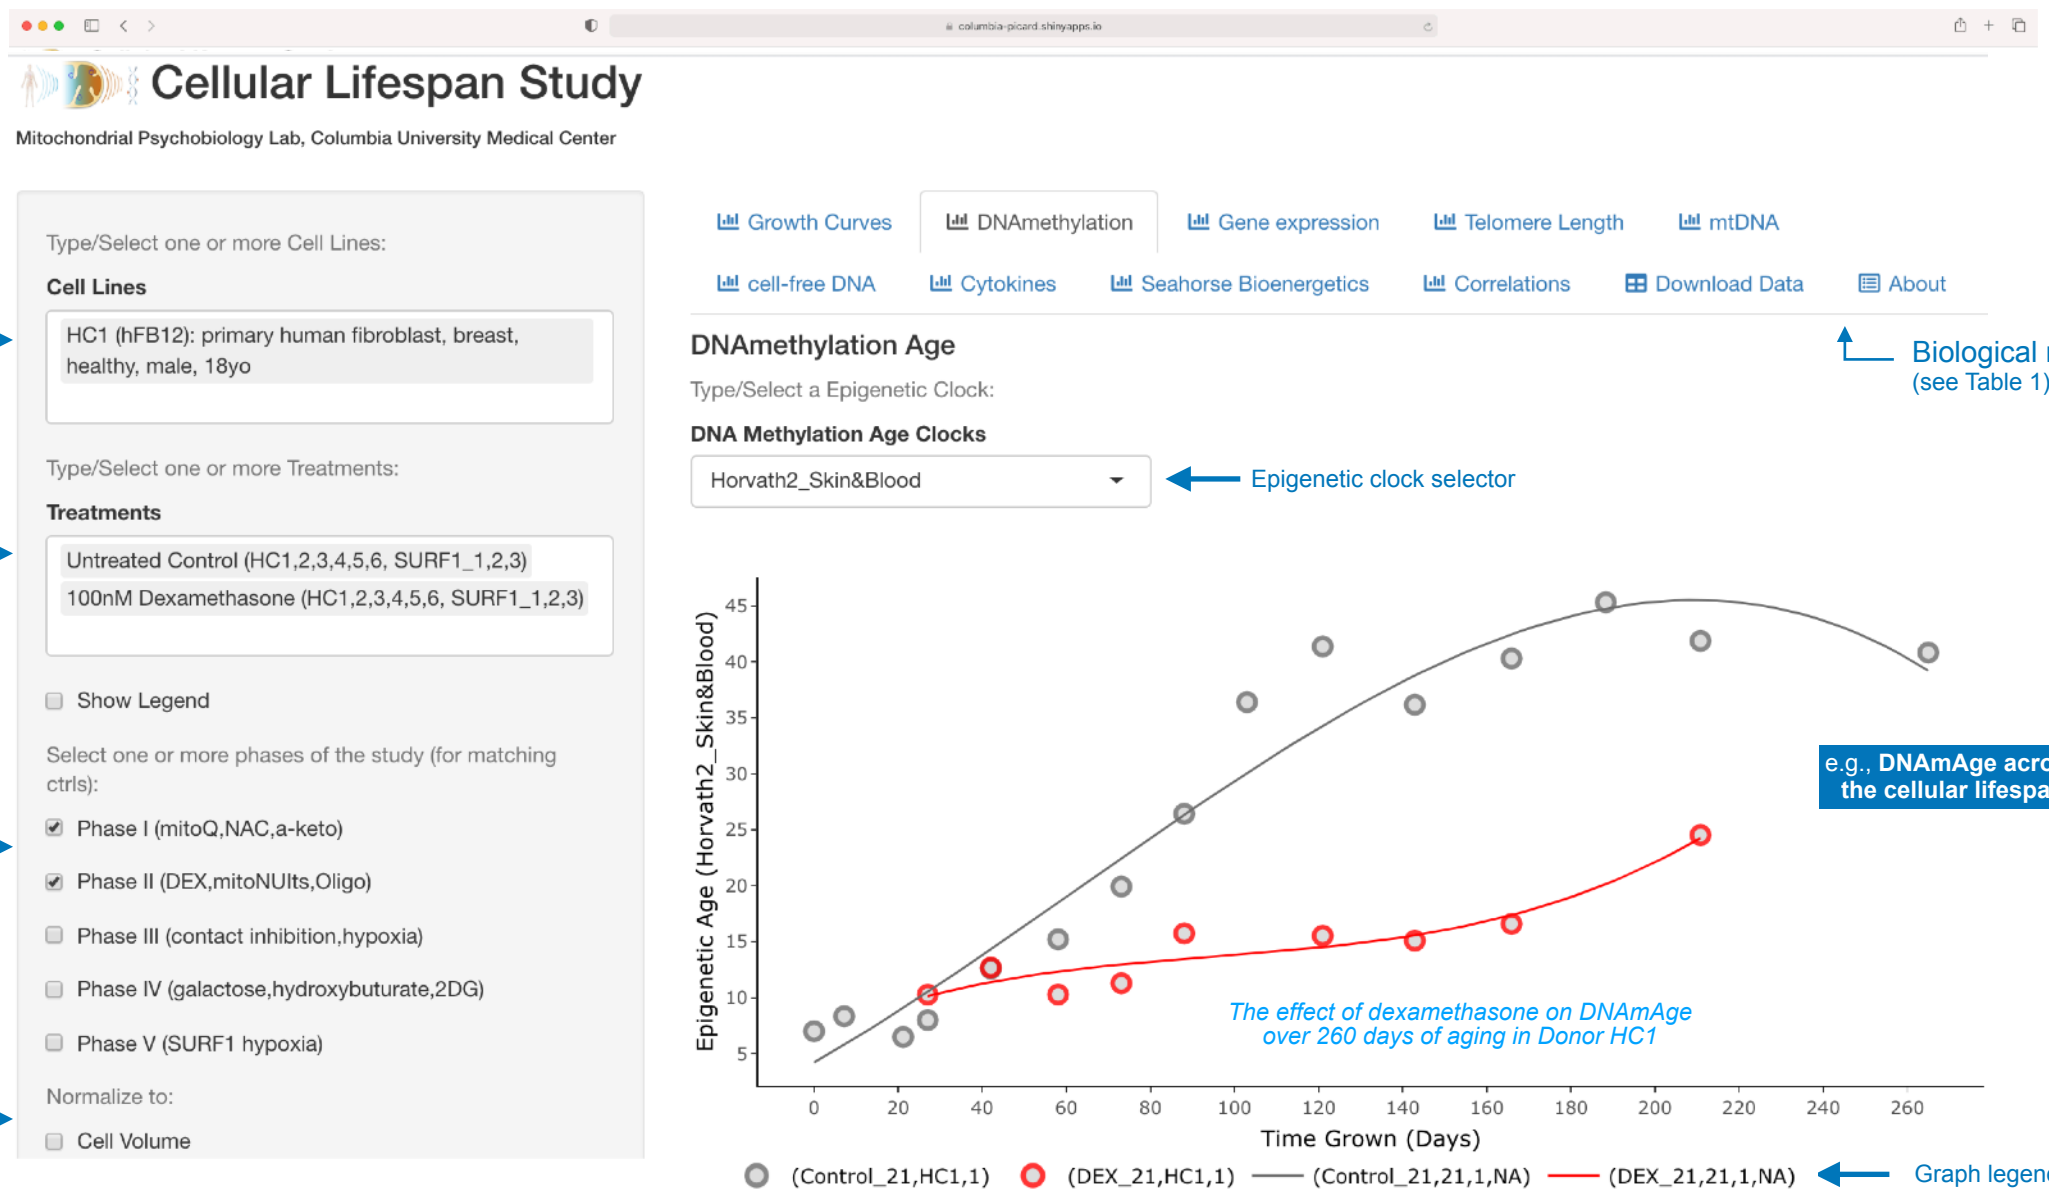 columbia-picard.shinyapps.io
Cellular Lifespan Study
Mitochondrial Psychobiology Lab, Columbia University Medical Center
Type/Select one or more Cell Lines:
Cell Lines
HC1 (hFB12): primary human fibroblast, breast,
healthy, male, 18yo
Type/Select one or more Treatments:
Treatments
Untreated Control (HC1,2,3,4,5,6, SURF1_1,2,3)
100nM Dexamethasone (HC1,2,3,4,5,6, SURF1_1,2,3)
Show Legend
Select one or more phases of the study (for matching
ctrls):
Phase I (mitoQ,NAC,a-keto)
Phase II (DEX,mitoNUIts,Oligo)
Phase III (contact inhibition,hypoxia)
Phase IV (galactose,hydroxybuturate,2DG)
Phase V (SURF1 hypoxia)
Normalize to:
Cell Volume
Growth Curves DNAmethylation Gene expression Telomere Length mtDNA
cell-free DNA Cytokines Seahorse Bioenergetics Correlations Download Data About
DNAmethylation Age
Type/Select a Epigenetic Clock:
DNA Methylation Age Clocks
Horvath2_Skin&Blood
Epigenetic clock selector
Biological
(see Table 1)
Epigenetic Age (Horvath2_Skin&Blood)
45
40
35
30
25
20
15
10
5
e.g., DNAmAge acro
the cellular lifespa
The effect of dexamethasone on DNAmAge
over 260 days of aging in Donor HC1
0 20 40 60 80 100 120 140 160 180 200 220 240 260
Time Grown (Days)
(Control_21,HC1,1) (DEX_21,HC1,1) (Control_21,21,1,NA) (DEX_21,21,1,NA)
Graph legen